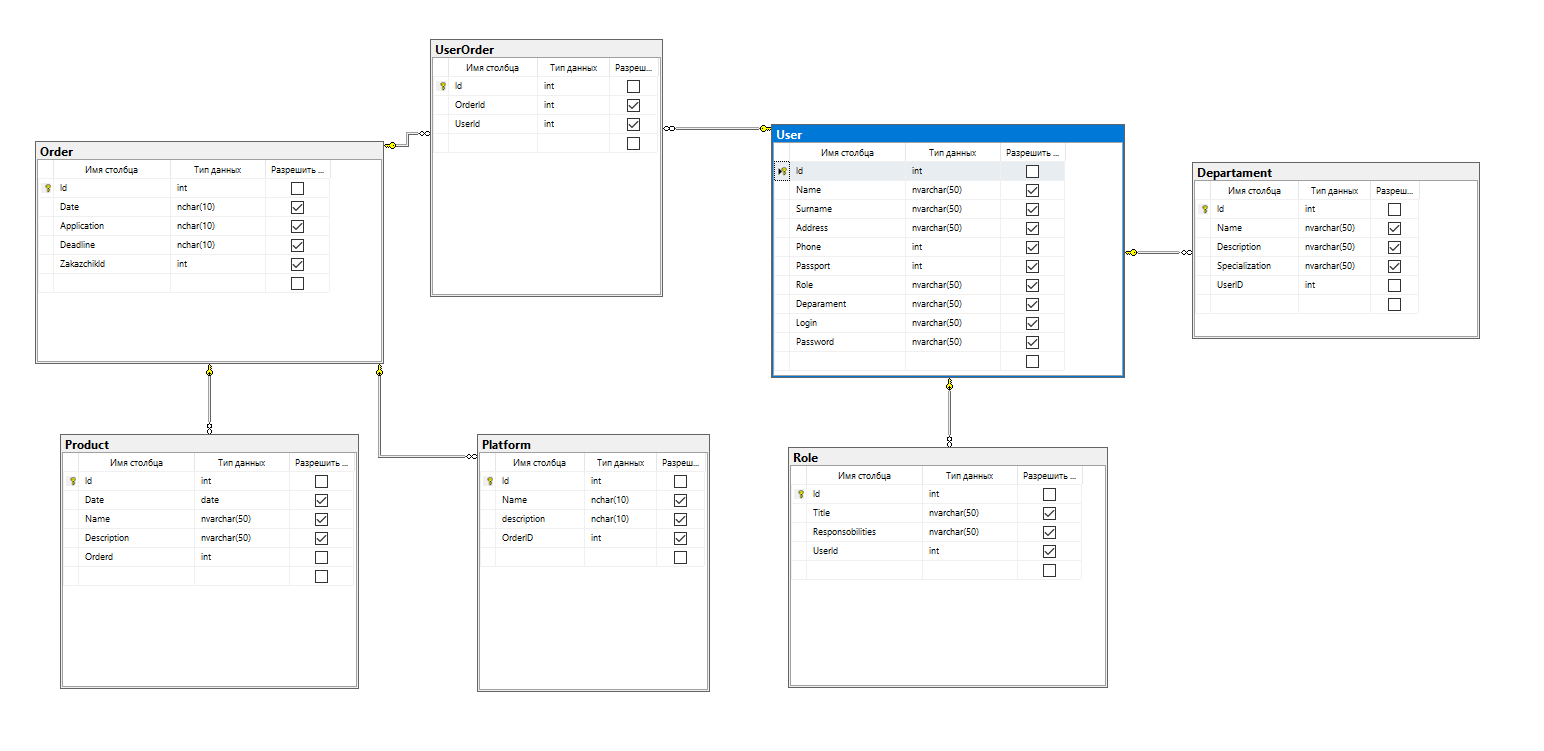 UserOrder
Имя столбца Тип данных Разреш...
Id int
OrderId int
UserId int
Order
Имя столбца Тип данных Разрешить ...
Id int
Date nchar(10)
Application nchar(10)
Deadline nchar(10)
ZakazchikId int
User
Имя столбца Тип данных Разрешить ...
Id int
Name nvarchar(50)
Surname nvarchar(50)
Address nvarchar(50)
Phone int
Passport int
Role nvarchar(50)
Deparament nvarchar(50)
Login nvarchar(50)
Password nvarchar(50)
Departament
Имя столбца Тип данных Разреш...
Id int
Name nvarchar(50)
Description nvarchar(50)
Specialization nvarchar(50)
UserID int
Product
Имя столбца Тип данных Разрешить ...
Id int
Date date
Name nvarchar(50)
Description nvarchar(50)
Orderd int
Platform
Имя столбца Тип данных Разреш...
Id int
Name nchar(10)
description nchar(10)
OrderID int
Role
Имя столбца Тип данных Разрешить ...
Id int
Title nvarchar(50)
Responsobilities nvarchar(50)
UserId int